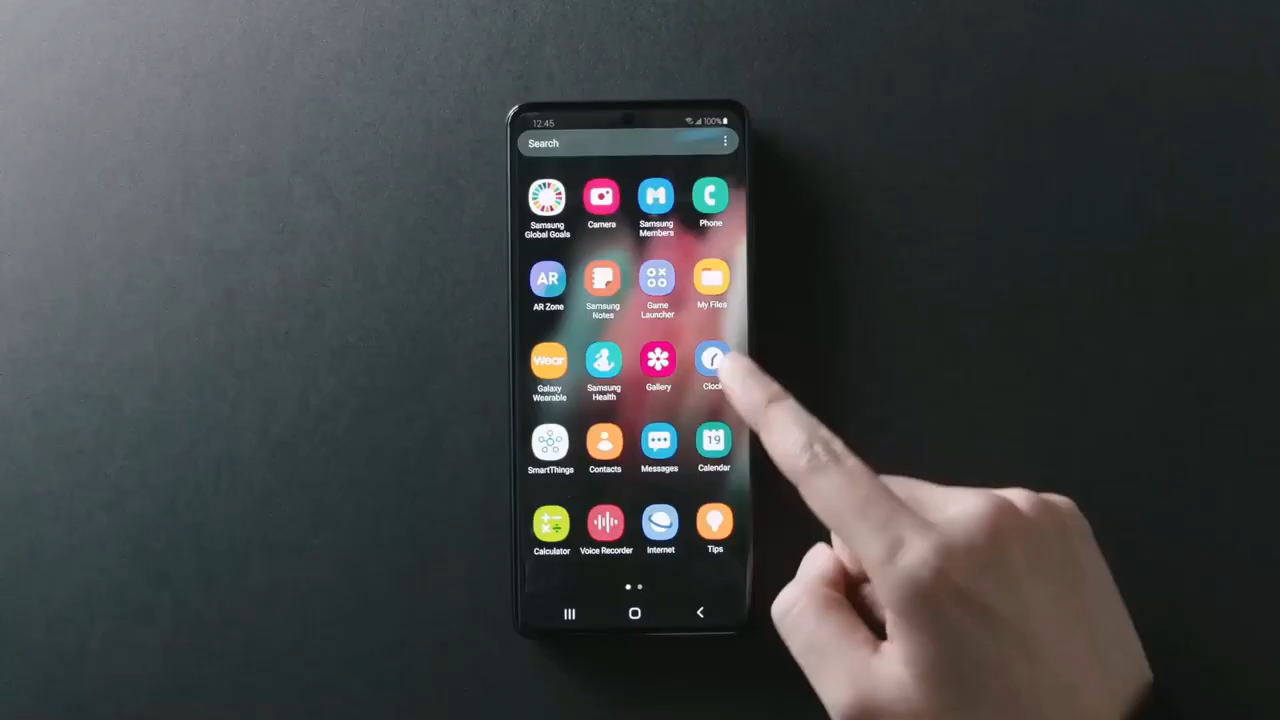 12:45
100%
Search
Samsung Global Goals
Camera
Samsung Members
Phone
AR
AR Zone
Samsung Notes
Game Launcher
My Files
Wear
Galaxy Wearable
Samsung Health
Gallery
Clock
SmartThings
Contacts
Messages
19
Calendar
Calculator
Voice Recorder
Internet
Tips